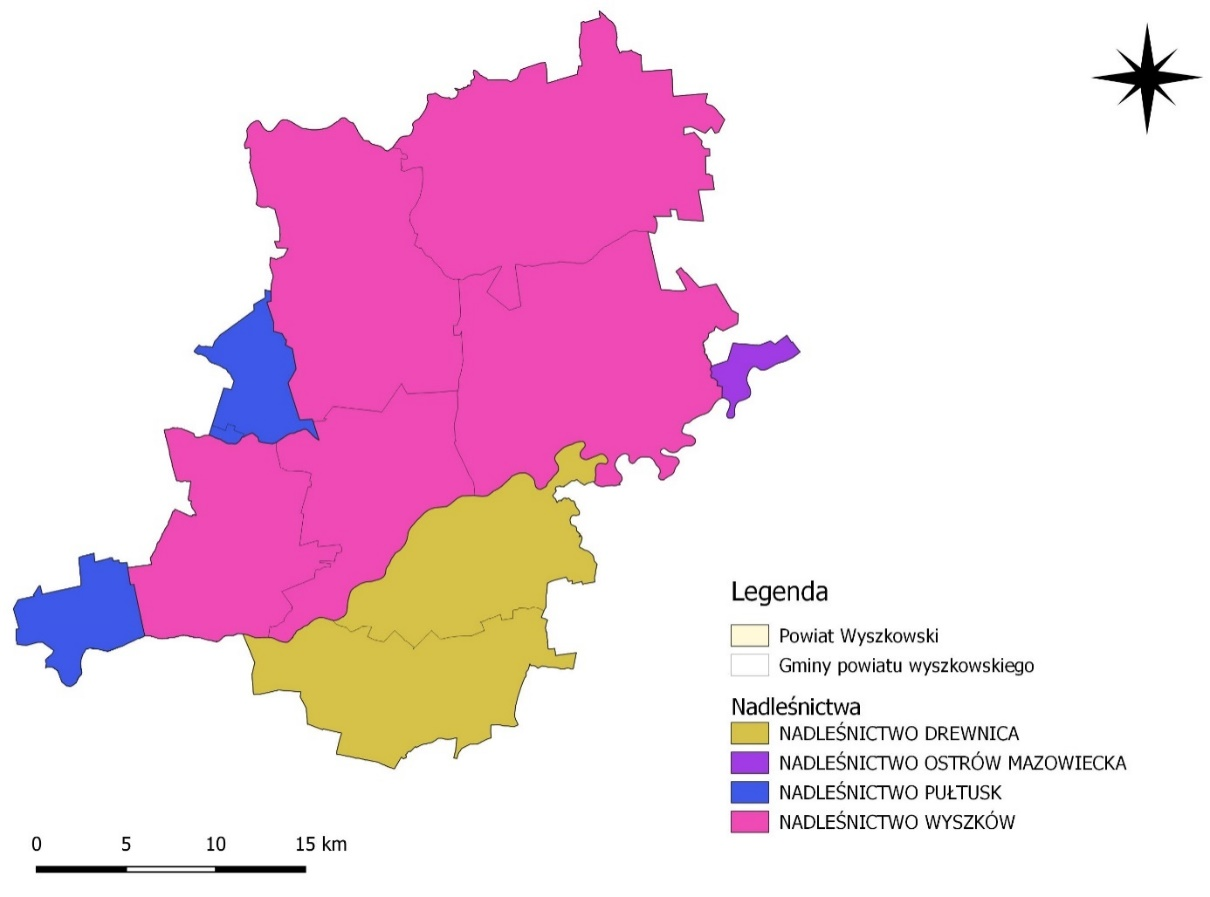 Legenda
Powiat Wyszkowski
Gminy powiatu wyszkowskiego
Nadleśnictwa
NADLEŚNICTWO DREWNICA
NADLEŚNICTWO OSTRÓW MAZOWIECKA
NADLEŚNICTWO PUŁTUSK
NADLEŚNICTWO WYSZKÓW
0 5 10 15 km